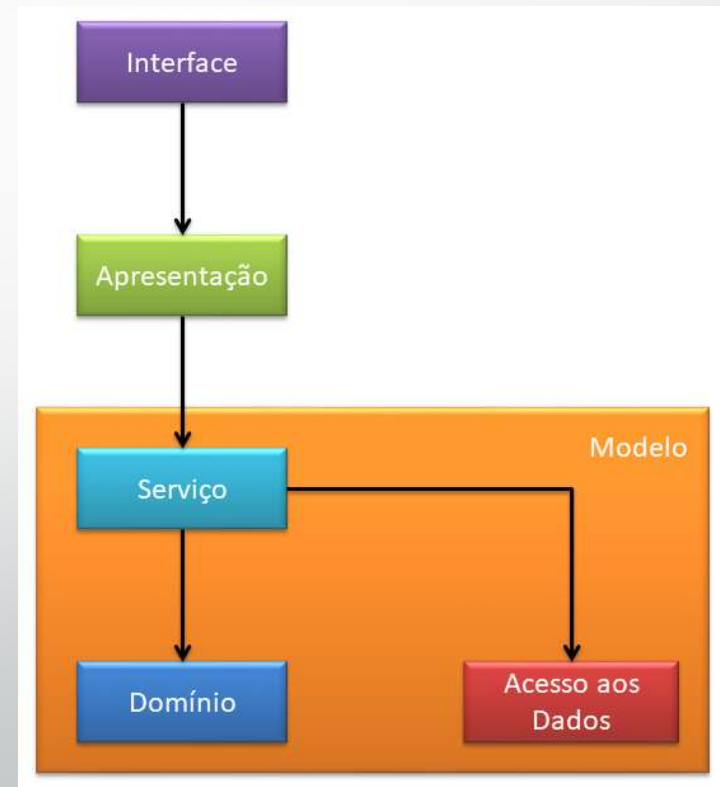 Interface
Apresentação
Modelo
Serviço
Domínio
Acesso aos
Dados